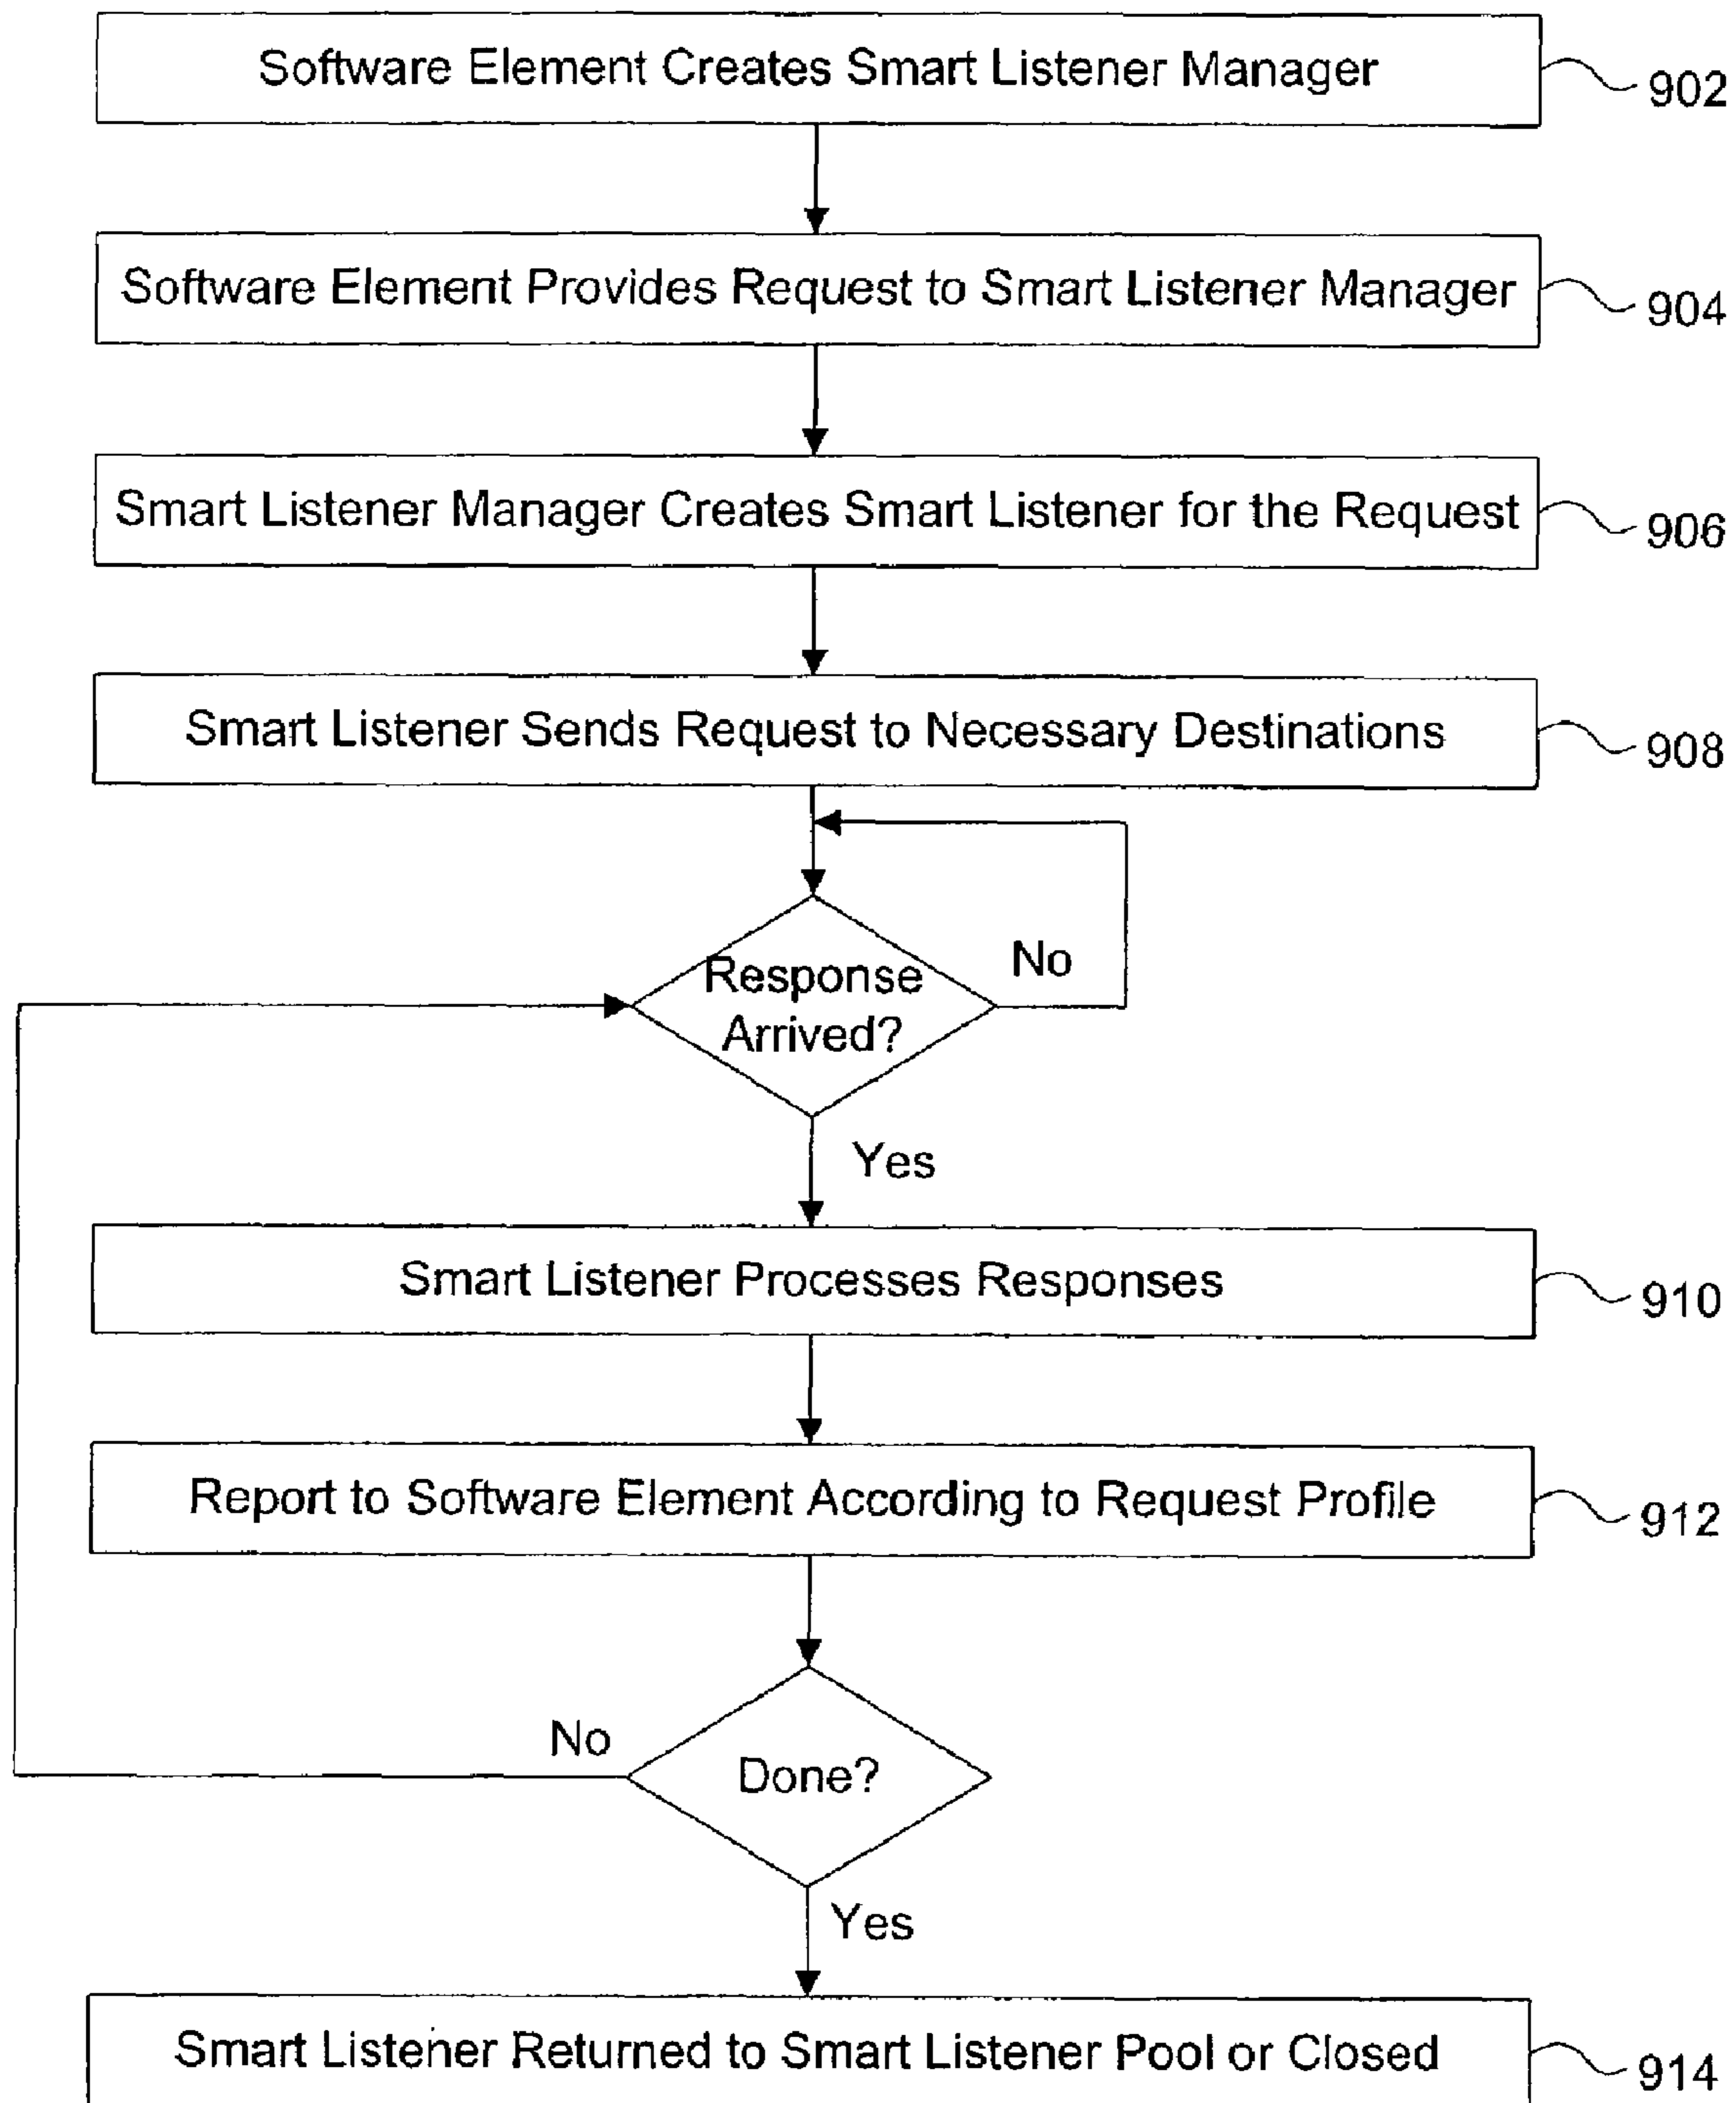 Software Element Creates Smart Listener Manager
902
Software Element Provides Request to Smart Listener Manager
904
Smart Listener Manager Creates Smart Listener for the Request
906
Smart Listener Sends Request to Necessary Destinations
908
Response
Arrived?
No
Yes
Smart Listener Processes Responses
910
Report to Software Element According to Request Profile
912
No
Done?
Yes
Smart Listener Returned to Smart Listener Pool or Closed
914